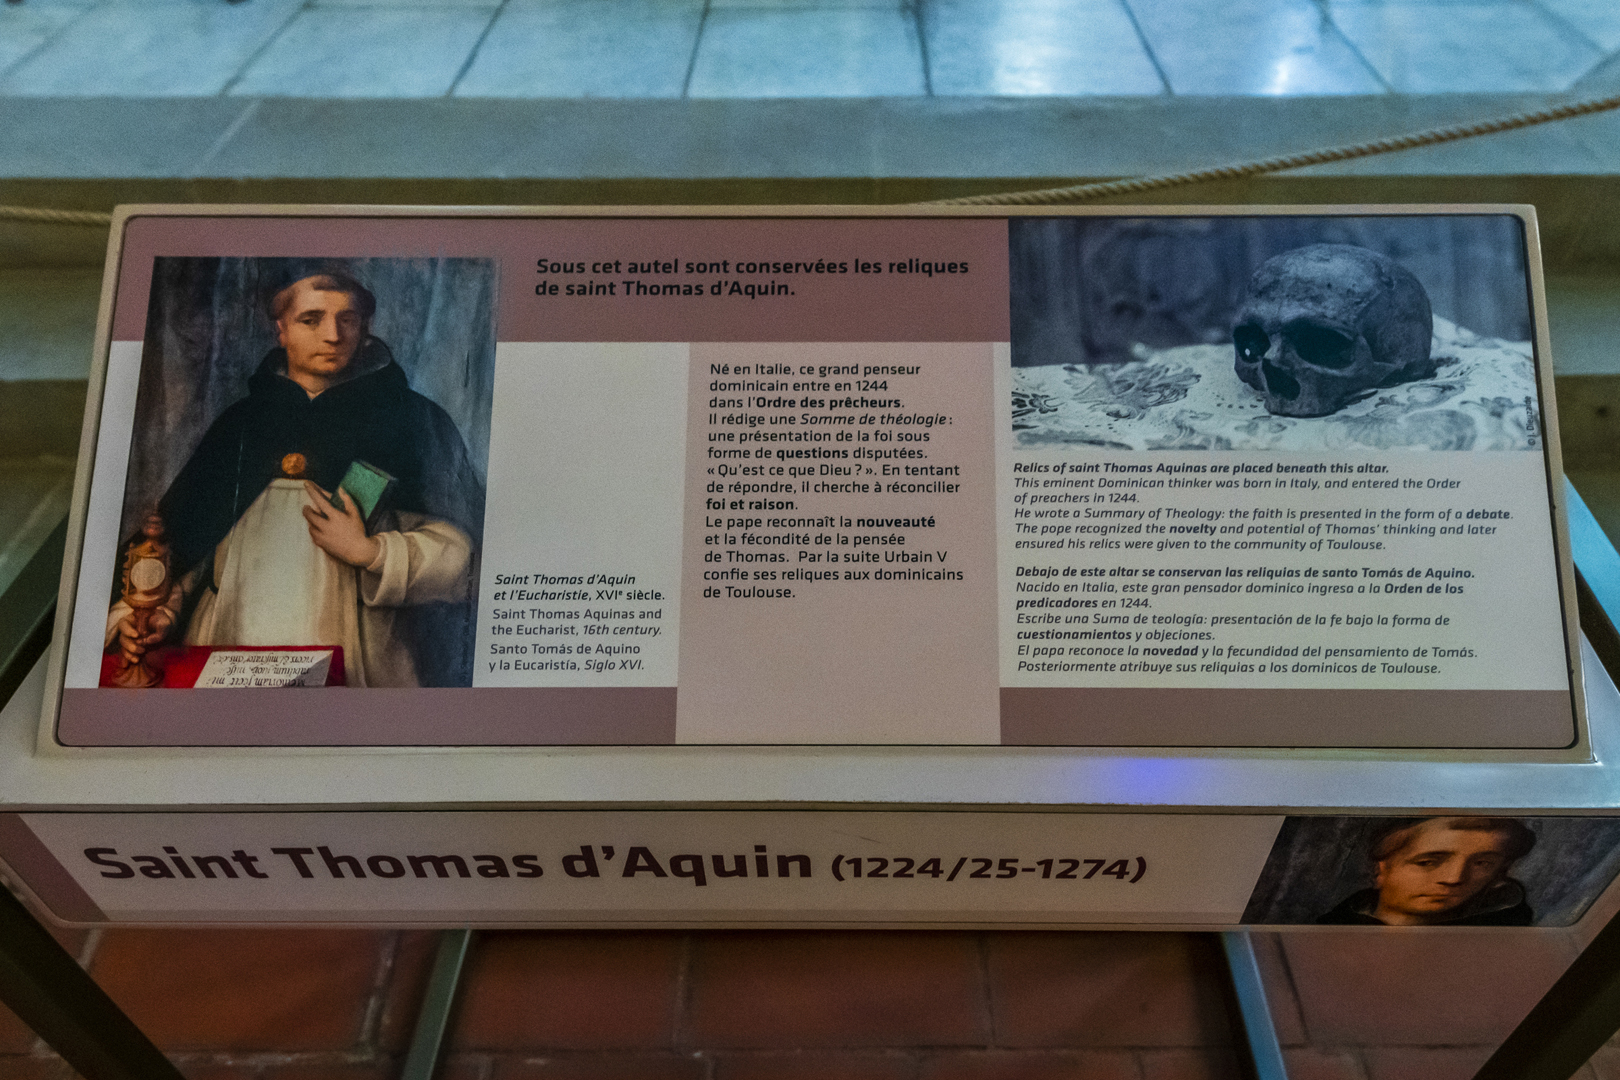 Sous cet autel sont conservées les reliques
de saint Thomas d'Aquin.
Né en Italie, ce grand penseur
dominicain entre en 1244
dans l'Ordre des prêcheurs.
Il rédige une Somme de théologie :
une présentation de la foi sous
forme de questions disputées.
« Qu'est ce que Dieu ? ». En tentant
de répondre, il cherche à réconcilier
foi et raison.
Le pape reconnaît la nouveauté
et la fécondité de la pensée
de Thomas. Par la suite Urbain V
confie ses reliques aux dominicains
de Toulouse.
Saint Thomas d'Aquin
et l'Eucharistie, XVIe siècle.
Saint Thomas Aquinas and
the Eucharist, 16th century.
Santo Tomás de Aquino
y la Eucaristía, Siglo XVI.
Relics of saint Thomas Aquinas are placed beneath this altar.
This eminent Dominican thinker was born in Italy, and entered the Order
of preachers in 1244.
He wrote a Summary of Theology: the faith is presented in the form of a debate.
The pope recognized the novelty and potential of Thomas' thinking and later
ensured his relics were given to the community of Toulouse.
Debajo de este altar se conservan las reliquias de santo Tomás de Aquino.
Nacido en Italia, este gran pensador dominico ingresa a la Orden de los
predicadores en 1244.
Escribe una Suma de teología: presentación de la fe bajo la forma de
cuestionamientos y objeciones.
El papa reconoce la novedad y la fecundidad del pensamiento de Tomás.
Posteriormente atribuye sus reliquias a los dominicos de Toulouse.
Saint Thomas d'Aquin (1224/25-1274)